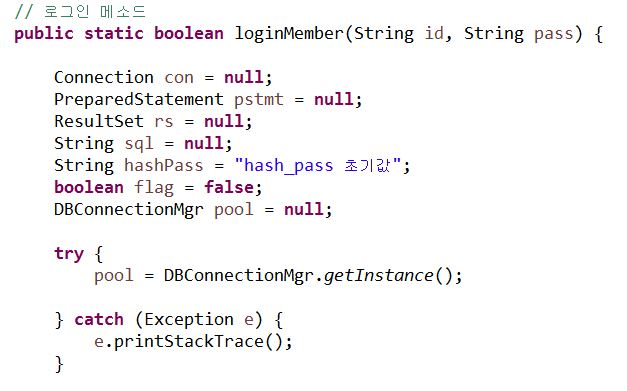 // 로그인 메소드
public static boolean loginMember(String id, String pass) {
Connection con = null;
PreparedStatement pstmt = null;
ResultSet rs = null;
String sql = null;
String hashPass = "hash_pass 초기값";
boolean flag = false;
DBConnectionMgr pool = null;
try {
pool = DBConnectionMgr.getInstance();
} catch (Exception e) {
e.printStackTrace();
}